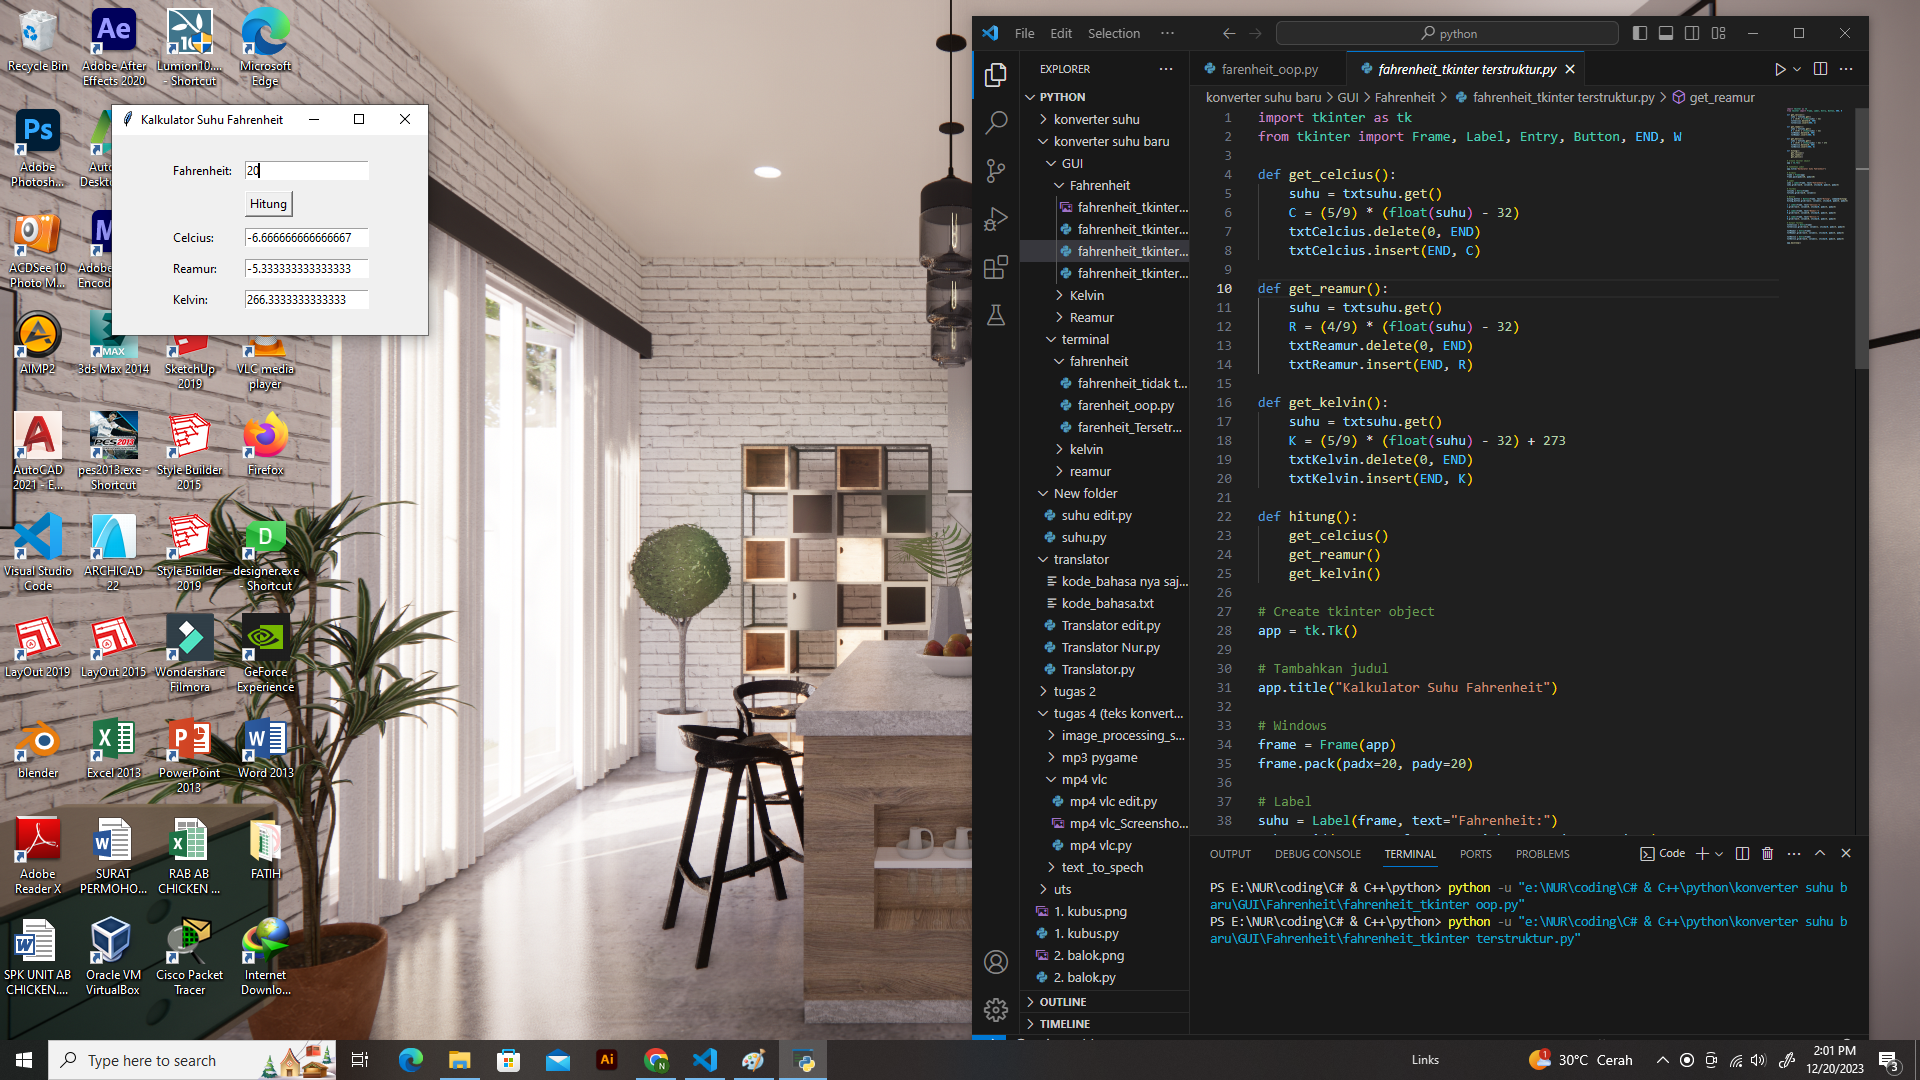 Recycle Bin
Adobe After
Effects 2020
Lumion10....
- Shortcut
Microsoft
Edge
Adobe
Photosh...
ACDSee 10
Photo M...
AIMP2
3ds Max 2014
SketchUp
2019
VLC media
player
AutoCAD
2021 - E...
pes2013.exe -
Shortcut
Style Builder
2015
Firefox
Visual Studio
Code
ARCHICAD
22
Style Builder
2019
designer.exe
- Shortcut
LayOut 2019
LayOut 2015
Wondershare
Filmora
GeForce
Experience
blender
Excel 2013
PowerPoint
2013
Word 2013
Adobe
Reader X
SURAT
PERMOHO...
RAB AB
CHICKEN ...
FATIH
SPK UNIT AB
CHICKEN....
Oracle VM
VirtualBox
Cisco Packet
Tracer
Internet
Downlo...
Kalkulator Suhu Fahrenheit
Fahrenheit: 20
Hitung
Celcius: -6.666666666666667
Reamur: -5.333333333333333
Kelvin: 266.3333333333333
File Edit Selection ···
python
EXPLORER
PYTHON
konverter suhu
konverter suhu baru
GUI
Fahrenheit
fahrenheit_tkinter...
fahrenheit_tkinter...
fahrenheit_tkinter...
fahrenheit_tkinter...
Kelvin
Reamur
terminal
fahrenheit
fahrenheit_tidak t...
farenheit_oop.py
farenheit_Tersetr...
kelvin
reamur
New folder
suhu edit.py
suhu.py
translator
kode_bahasa nya saj...
kode_bahasa.txt
Translator edit.py
Translator Nur.py
Translator.py
tugas 2
tugas 4 (teks konvert...
image_processing_s...
mp3 pygame
mp4 vlc
mp4 vlc edit.py
mp4 vlc_Screensho...
mp4 vlc.py
text _to_spech
uts
1. kubus.png
1. kubus.py
2. balok.png
2. balok.py
OUTLINE
TIMELINE
farenheit_oop.py
fahrenheit_tkinter terstruktur.py
konverter suhu baru > GUI > Fahrenheit > fahrenheit_tkinter terstruktur.py > get_reamur
1 import tkinter as tk
2 from tkinter import Frame, Label, Entry, Button, END, W
3
4 def get_celcius():
5 suhu = txtsuhu.get()
6 C = (5/9) * (float(suhu) - 32)
7 txtCelcius.delete(0, END)
8 txtCelcius.insert(END, C)
9
10 def get_reamur():
11 suhu = txtsuhu.get()
12 R = (4/9) * (float(suhu) - 32)
13 txtReamur.delete(0, END)
14 txtReamur.insert(END, R)
15
16 def get_kelvin():
17 suhu = txtsuhu.get()
18 K = (5/9) * (float(suhu) - 32) + 273
19 txtKelvin.delete(0, END)
20 txtKelvin.insert(END, K)
21
22 def hitung():
23 get_celcius()
24 get_reamur()
25 get_kelvin()
26
27 # Create tkinter object
28 app = tk.Tk()
29
30 # Tambahkan judul
31 app.title("Kalkulator Suhu Fahrenheit")
32
33 # Windows
34 frame = Frame(app)
35 frame.pack(padx=20, pady=20)
36
37 # Label
38 suhu = Label(frame, text="Fahrenheit:")
OUTPUT DEBUG CONSOLE TERMINAL PORTS PROBLEMS
Code
PS E:\NUR\coding\C# & C++\python> python -u "e:\NUR\coding\C# & C++\python\konverter suhu b
aru\GUI\Fahrenheit\fahrenheit_tkinter oop.py"
PS E:\NUR\coding\C# & C++\python> python -u "e:\NUR\coding\C# & C++\python\konverter suhu b
aru\GUI\Fahrenheit\fahrenheit_tkinter terstruktur.py"
Type here to search
Links
30°C Cerah
2:01 PM
12/20/2023
3